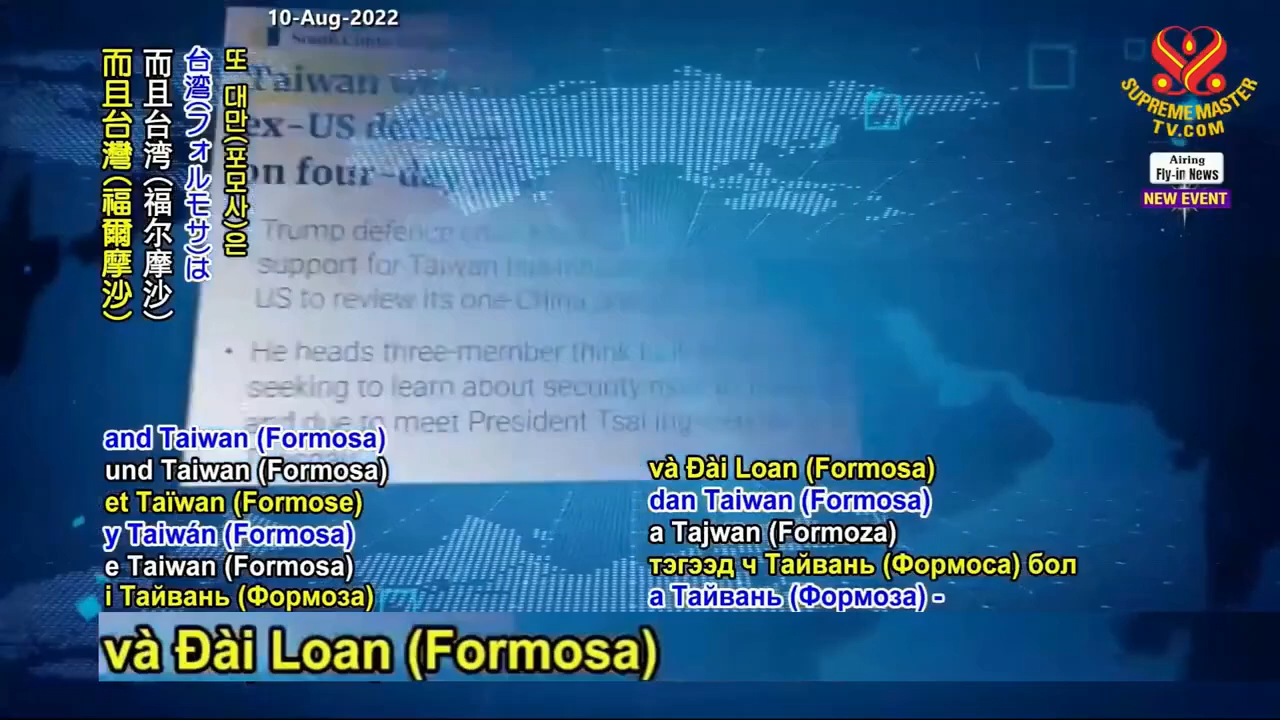 10-Aug-2022
또 대만(포모사)은
台湾(フォルモサ)は
而且台湾(福尔摩沙)
而且台灣(福爾摩沙)
Taiwan
ex-US
on four-
Trump defence
support for Taiwan
US to review its one-China
• He heads three-member think
seeking to learn about security
and due to meet President Tsai Ing-
SUPREME MASTER
TV.COM
Airing
Fly-in News
NEW EVENT
and Taiwan (Formosa)
und Taiwan (Formosa)
et Taïwan (Formose)
y Taiwán (Formosa)
e Taiwan (Formosa)
і Тайвань (Формоза)
và Đài Loan (Formosa)
dan Taiwan (Formosa)
a Tajwan (Formoza)
тэгээд ч Тайвань (Формоса) бол
а Тайвань (Формоза) -
và Đài Loan (Formosa)